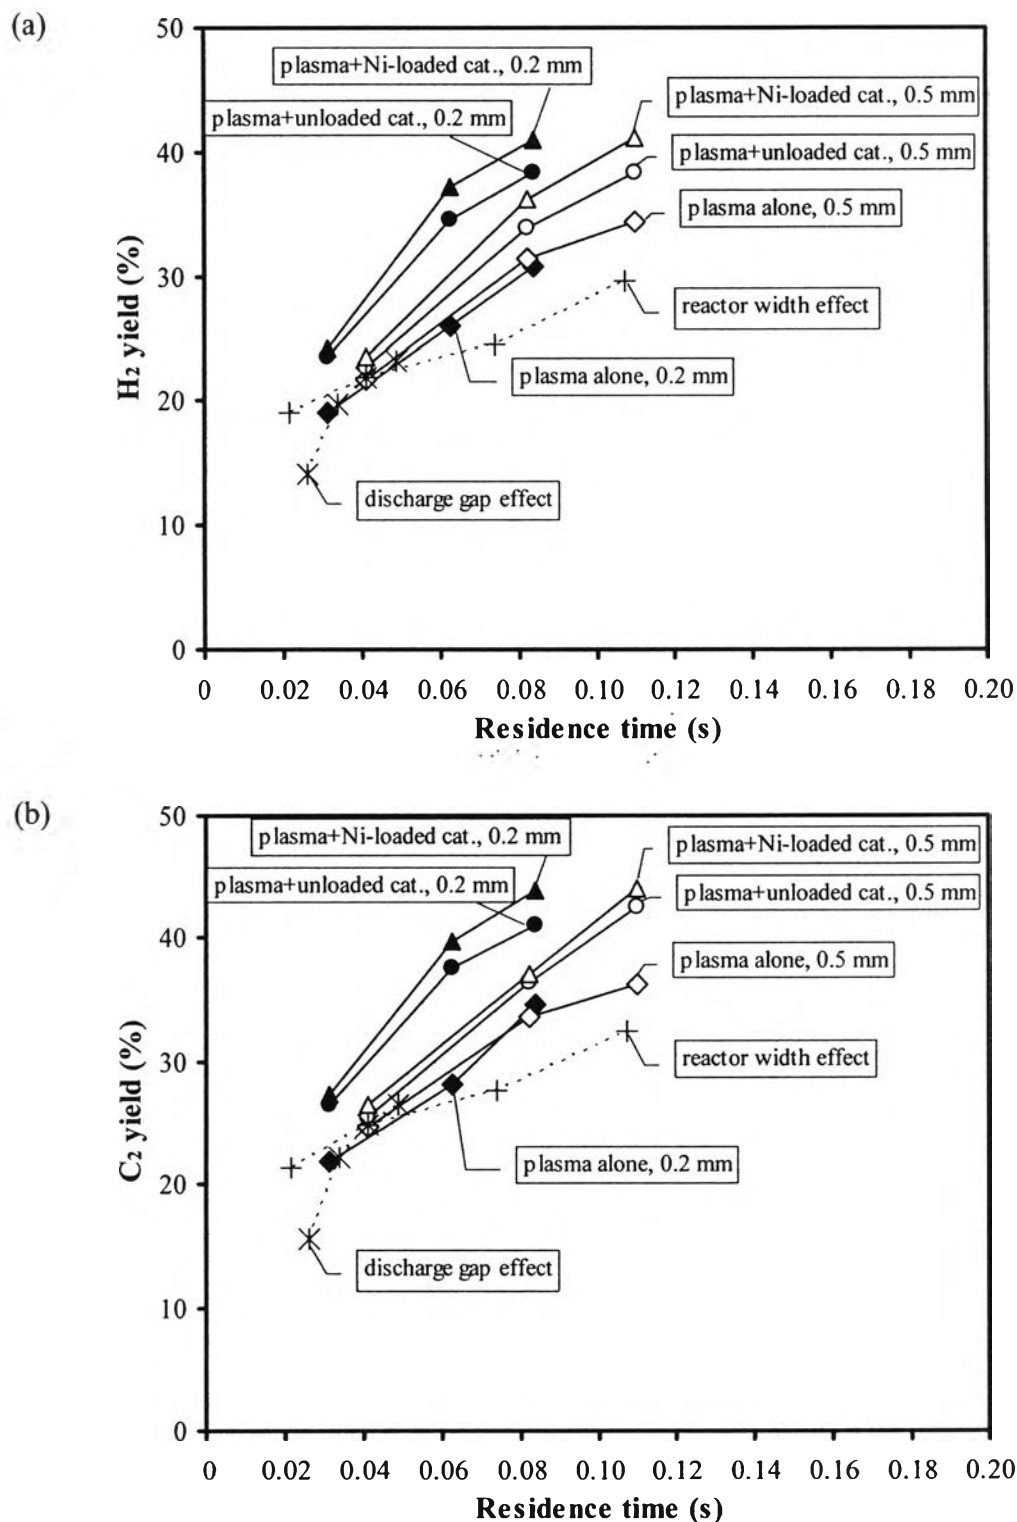 (a)
50
plasma+Ni-loaded cat., 0.2 mm
plasma+Ni-loaded cat., 0.5 mm
plasma+unloaded cat., 0.2 mm
plasma+unloaded cat., 0.5 mm
40
plasma alone, 0.5 mm
H2 yield (%)
30
reactor width effect
plasma alone, 0.2 mm
20
discharge gap effect
10
0
0 0.02 0.04 0.06 0.08 0.10 0.12 0.14 0.16 0.18 0.20
Residence time (s)
(b)
50
plasma+Ni-loaded cat., 0.2 mm
plasma+Ni-loaded cat., 0.5 mm
plasma+unloaded cat., 0.2 mm
plasma+unloaded cat., 0.5 mm
40
plasma alone, 0.5 mm
C2 yield (%)
30
reactor width effect
plasma alone, 0.2 mm
20
discharge gap effect
10
0
0 0.02 0.04 0.06 0.08 0.10 0.12 0.14 0.16 0.18 0.20
Residence time (s)